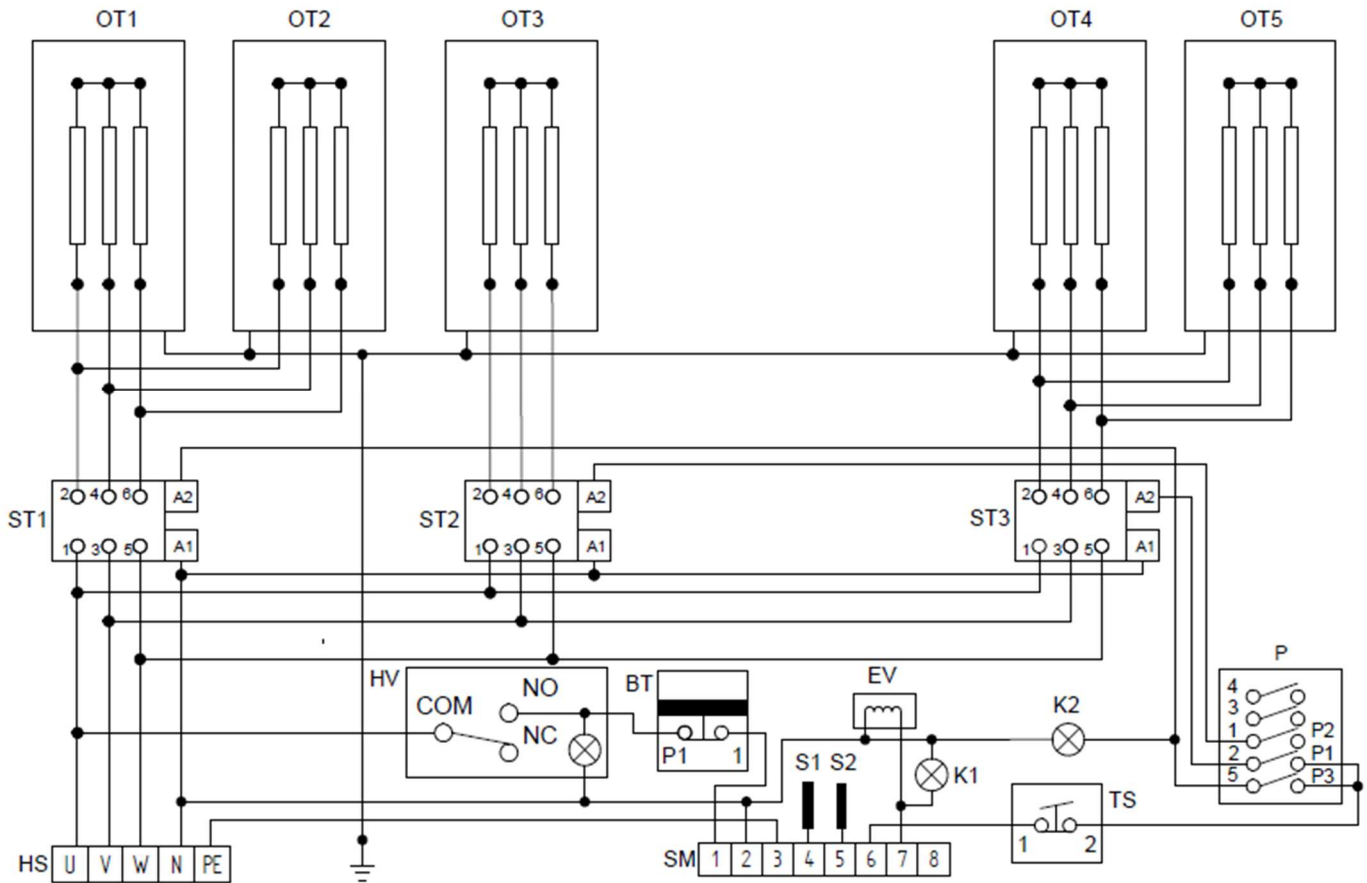 OT1 OT2 OT3 OT4 OT5
2 4 6 A2 2 4 6 A2 2 4 6 A2
ST1 ST2 ST3
1 3 5 A1 1 3 5 A1 1 3 5 A1
P
HV NO BT EV K2 4
COM 3
NC 1 P2
P1 1 S1 S2 2 P1
K1 5 P3
TS
1 2
HS U V W N PE SM 1 2 3 4 5 6 7 8